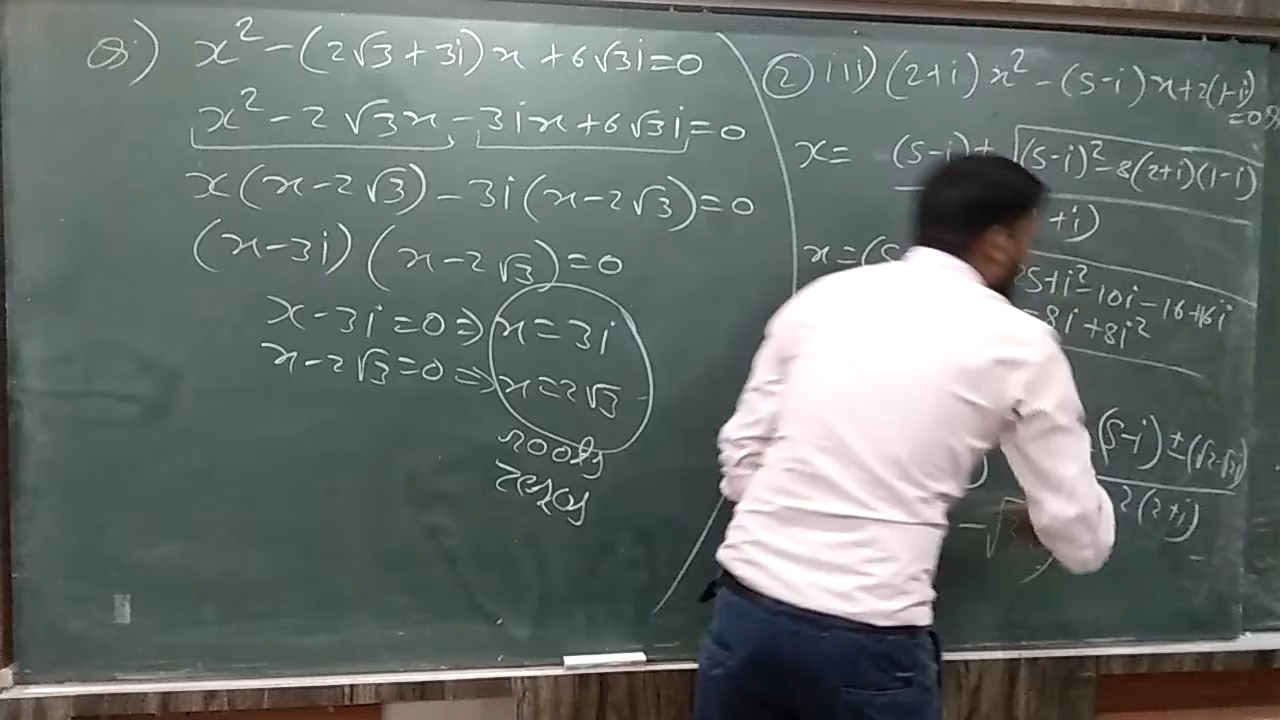 Q) x² - (2√3 + 3i)x + 6√3i = 0
x² - 2√3x - 3ix + 6√3i = 0
x(x - 2√3) - 3i(x - 2√3) = 0
(x - 3i)(x - 2√3) = 0
x - 3i = 0 ⇒ x = 3i
x - 2√3 = 0 ⇒ x = 2√3
roots
zeros
② iii) (2+i)x² - (5-i)x + 2(1-i)
= 0
x = (5-i) ± √(5-i)² - 8(2+i)(1-i)
+i)
x = (5
25 + i² - 10i - 16 + 16i
- 8i + 8i²
(5-i) ± (√2 - √2i)
2(2+i)
- √